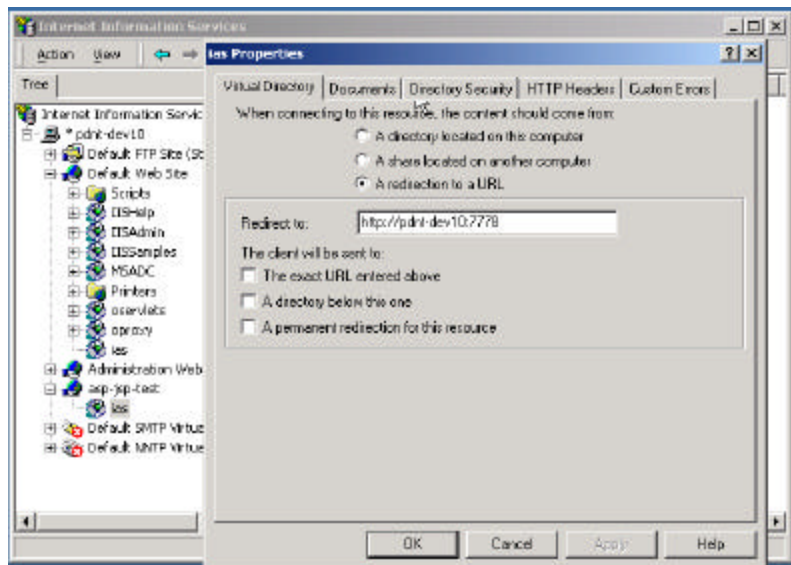 Internet Information Services
Action View
ias Properties
Tree
Virtual Directory Documents Directory Security HTTP Headers Custom Errors
Internet Information Servic
* pdnt-dev10
Default FTP Site (St
Default Web Site
Scripts
IISHelp
IISAdmin
IISSamples
MSADC
Printers
oservlets
oproxy
ias
Administration Web
asp-jsp-test
ias
Default SMTP Virtua
Default NNTP Virtua
When connecting to this resource, the content should come from:
A directory located on this computer
A share located on another computer
A redirection to a URL
Redirect to: http://pdnt-dev10:7778
The client will be sent to:
The exact URL entered above
A directory below this one
A permanent redirection for this resource
OK Cancel Apply Help